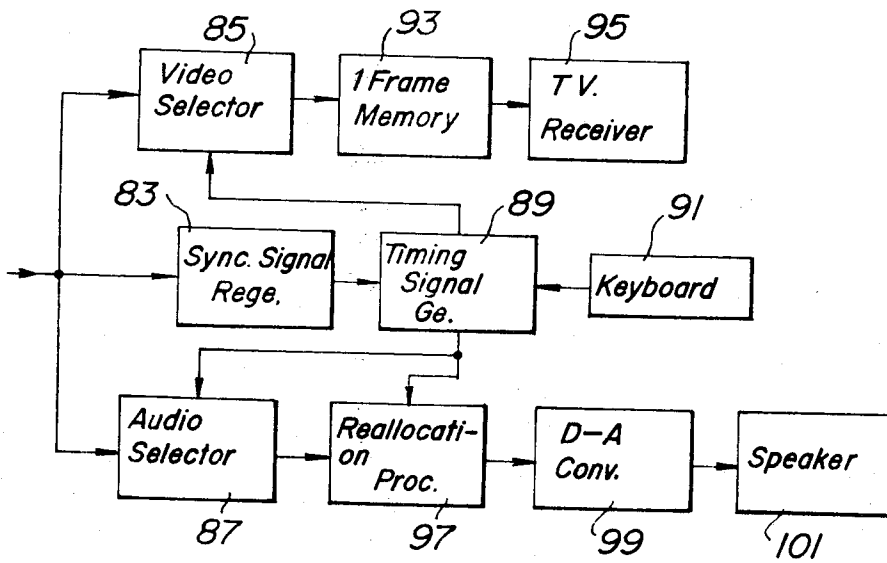 85
Video
Selector
93
1 Frame
Memory
95
TV.
Receiver
83
Sync. Signal
Rege.
89
Timing
Signal
Ge.
91
Keyboard
Audio
Selector
87
Reallocati-
on
Proc.
97
D-A
Conv.
99
Speaker
101